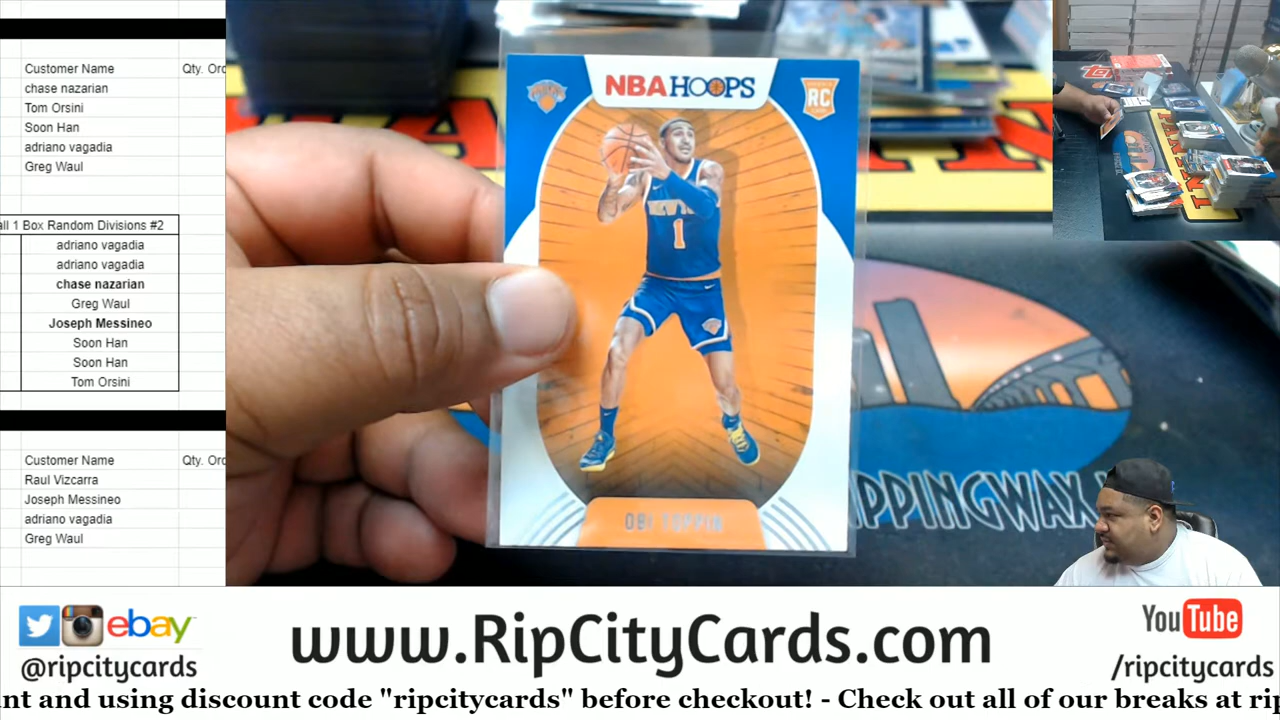 Customer Name
Qty. Ord
chase nazarian
Tom Orsini
Soon Han
adriano vagadia
Greg Waul
all 1 Box Random Divisions #2
adriano vagadia
adriano vagadia
chase nazarian
Greg Waul
Joseph Messineo
Soon Han
Soon Han
Tom Orsini
Customer Name
Qty. Ord
Raul Vizcarra
Joseph Messineo
adriano vagadia
Greg Waul
NBA HOOPS
RC
NEW
1
OBI TOPPIN
IPPINGWAX.
ebay
@ripcitycards
www.RipCityCards.com
YouTube
/ripcitycards
nt and using discount code "ripcitycards" before checkout! - Check out all of our breaks at rip